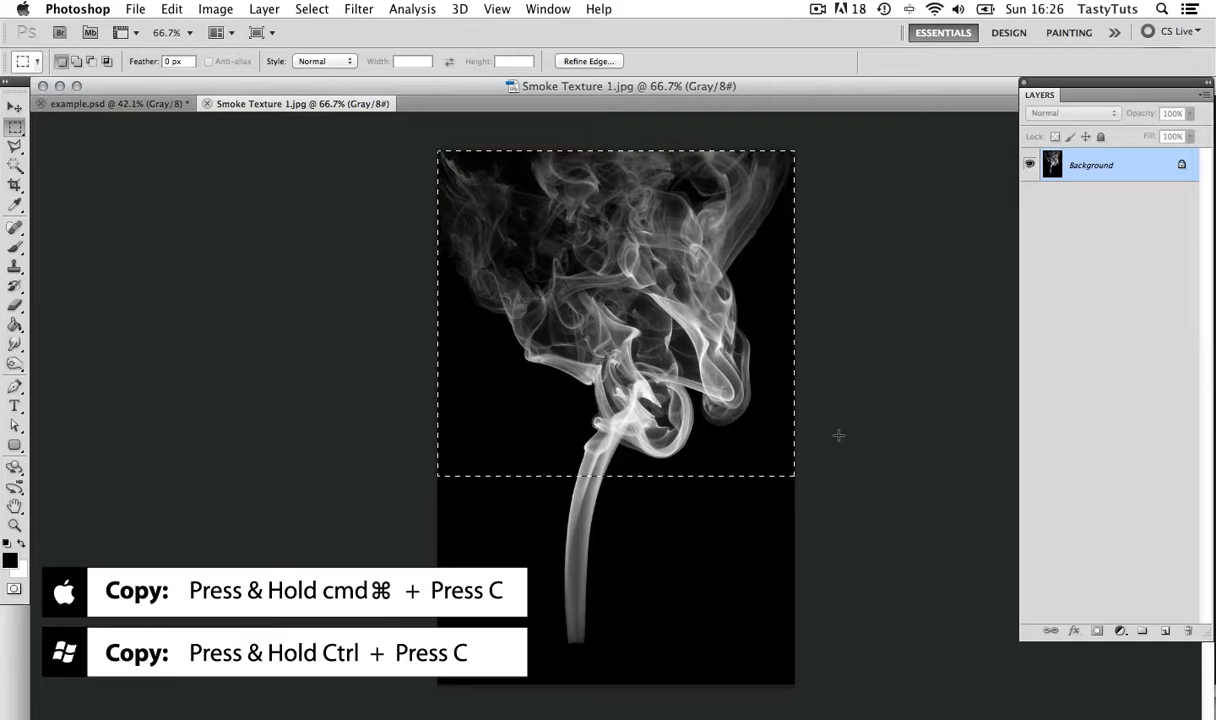 Photoshop File Edit Image Layer Select Filter Analysis 3D View Window Help 18 Sun 16:26 TastyTuts
Ps Br Mb 66.7% ESSENTIALS DESIGN PAINTING CS Live
Feather: 0 px Anti-alias Style: Normal Width: Height: Refine Edge...
Smoke Texture 1.jpg @ 66.7% (Gray/8#)
example.psd @ 42.1% (Gray/8) * Smoke Texture 1.jpg @ 66.7% (Gray/8#)
LAYERS
Normal Opacity: 100%
Lock: Fill: 100%
Background
Copy: Press & Hold cmd⌘ + Press C
Copy: Press & Hold Ctrl + Press C